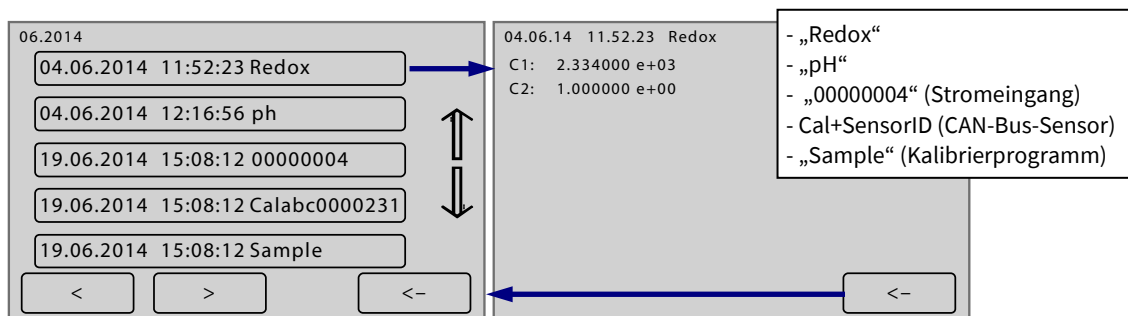 06.2014
04.06.2014 11:52:23 Redox
04.06.2014 12:16:56 ph
19.06.2014 15:08:12 00000004
19.06.2014 15:08:12 Calabc0000231
19.06.2014 15:08:12 Sample
< > <–
04.06.14 11.52.23 Redox
C1: 2.334000 e+03
C2: 1.000000 e+00
<–
- „Redox“
- „pH“
- „00000004“ (Stromeingang)
- Cal+SensorID (CAN-Bus-Sensor)
- „Sample“ (Kalibrierprogramm)